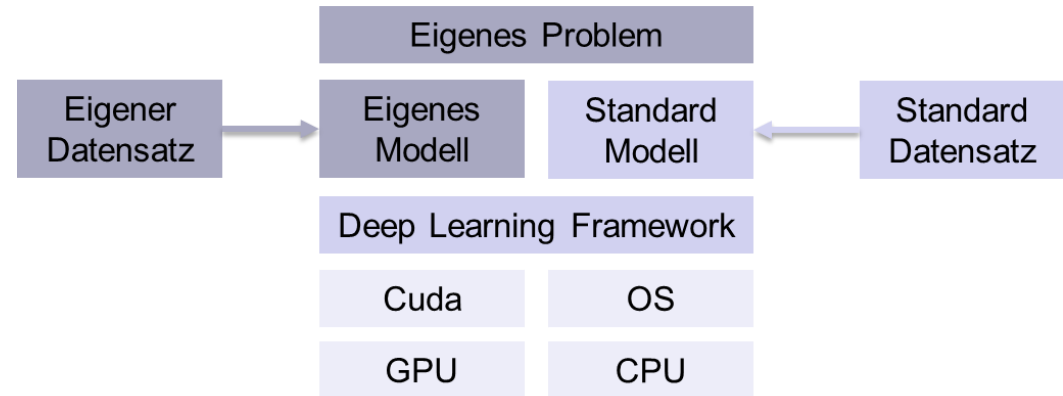 Eigenes Problem
Eigener
Datensatz
Eigenes
Modell
Standard
Modell
Standard
Datensatz
Deep Learning Framework
Cuda
OS
GPU
CPU